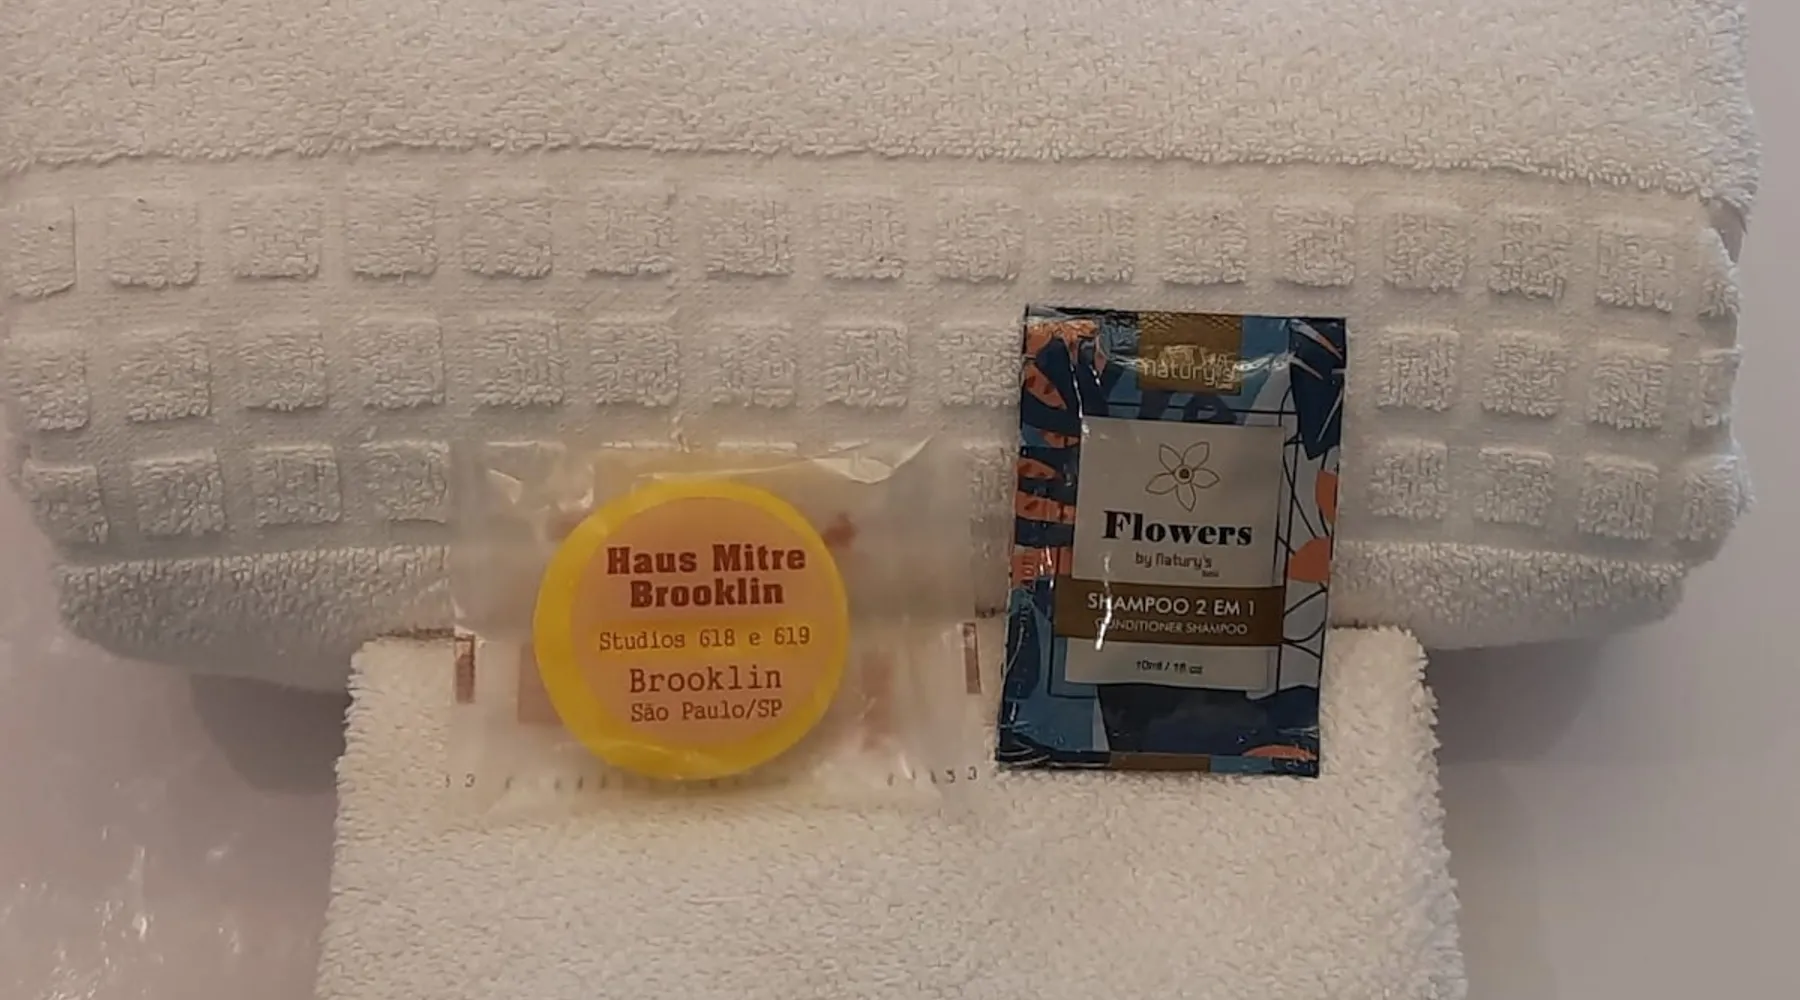 Haus Mitre
Brooklin
Studios 618 e 619
Brooklin
São Paulo/SP
natury's
Flowers
by natury's
SHAMPOO 2 EM 1
CONDITIONER SHAMPOO